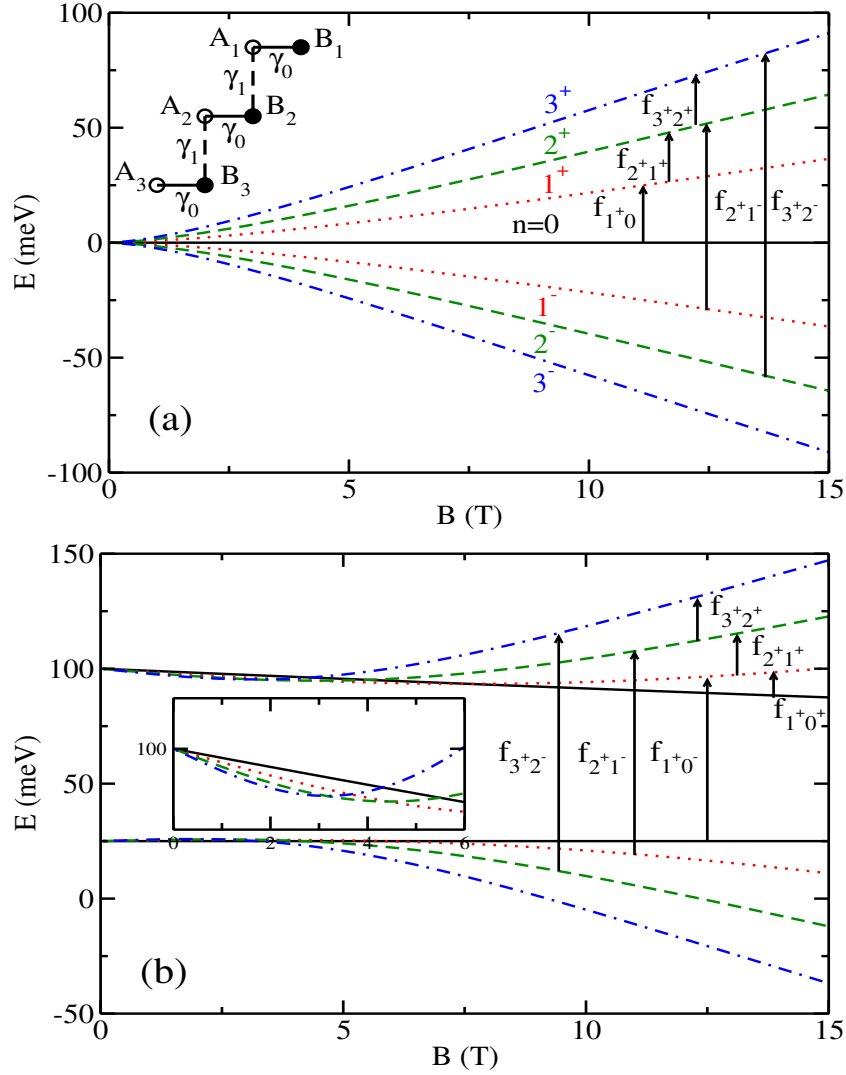 100
75
50
25
0
-50
-100
E (meV)
A₁ B₁
γ₀
γ₁
A₂ B₂
γ₀
γ₁
A₃ B₃
γ₀
3⁺
2⁺
1⁺
n=0
1⁻
2⁻
3⁻
f₃⁺₂⁺
f₂⁺₁⁺
f₁⁺₀
f₂⁺₁⁻
f₃⁺₂⁻
(a)
0 5 10 15
B (T)
150
100
50
0
-50
E (meV)
100
0 2 4 6
f₃⁺₂⁺
f₂⁺₁⁺
f₁⁺₀⁺
f₃⁺₂⁻
f₂⁺₁⁻
f₁⁺₀⁻
(b)
0 5 10 15
B (T)